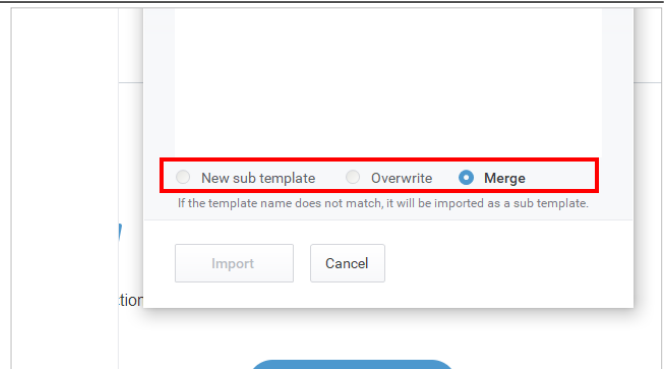 New sub template Overwrite Merge
If the template name does not match, it will be imported as a sub template.
Import Cancel
ction